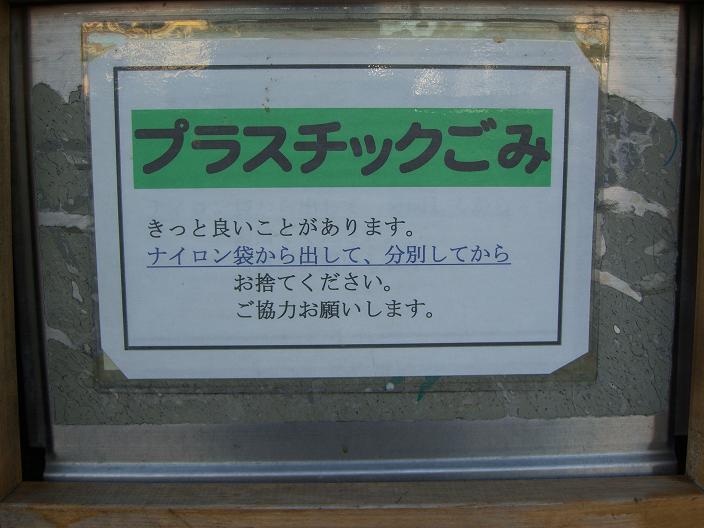 プラスチックごみ
きっと良いことがあります。
ナイロン袋から出して、分別してから
お捨てください。
ご協力お願いします。